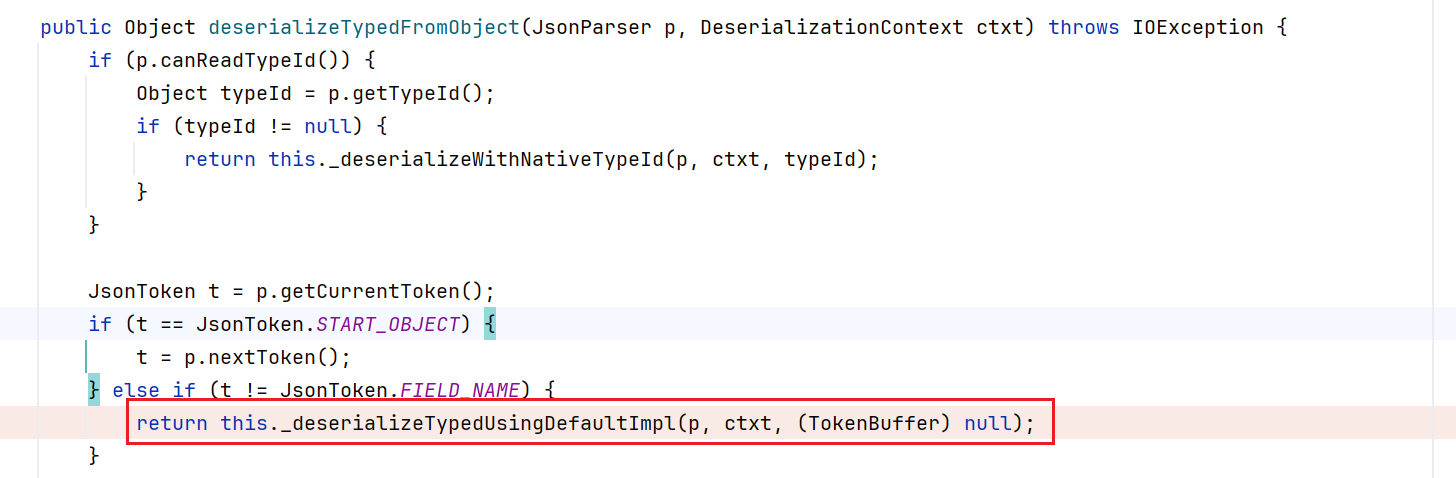 public Object deserializeTypedFromObject(JsonParser p, DeserializationContext ctxt) throws IOException {
    if (p.canReadTypeId()) {
        Object typeId = p.getTypeId();
        if (typeId != null) {
            return this._deserializeWithNativeTypeId(p, ctxt, typeId);
        }
    }

    JsonToken t = p.getCurrentToken();
    if (t == JsonToken.START_OBJECT) {
        t = p.nextToken();
    } else if (t != JsonToken.FIELD_NAME) {
        return this._deserializeTypedUsingDefaultImpl(p, ctxt, (TokenBuffer) null);
    }